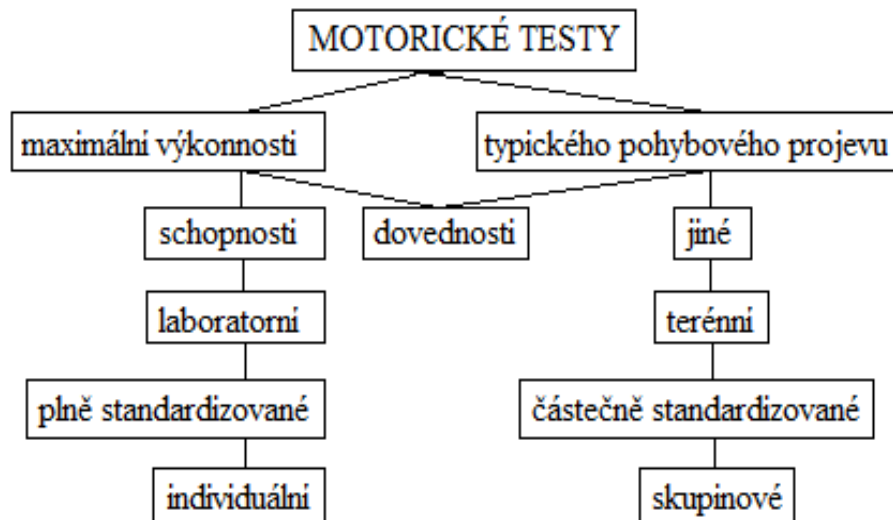 MOTORICKÉ TESTY
maximální výkonnosti
typického pohybového projevu
schopnosti
dovednosti
jiné
laboratorní
terénní
plně standardizované
částečně standardizované
individuální
skupinové